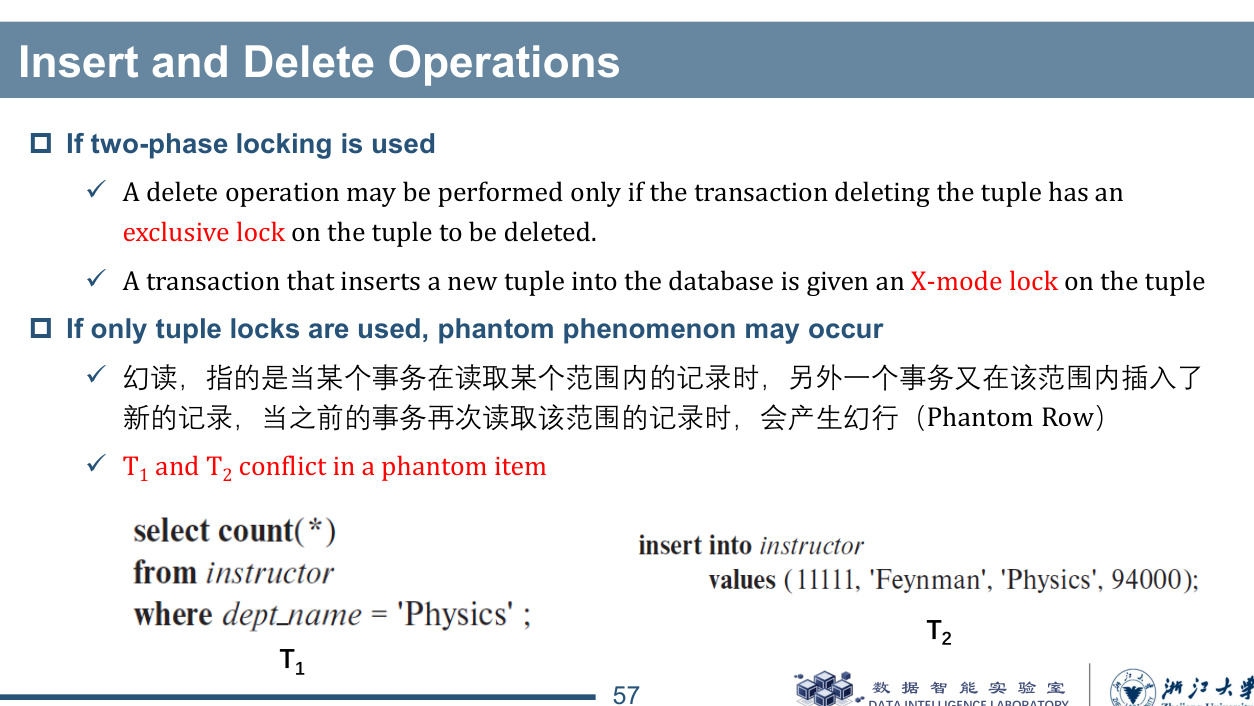 Insert and Delete Operations
If two-phase locking is used
✓ A delete operation may be performed only if the transaction deleting the tuple has an
exclusive lock on the tuple to be deleted.
✓ A transaction that inserts a new tuple into the database is given an X-mode lock on the tuple
If only tuple locks are used, phantom phenomenon may occur
✓ 幻读，指的是当某个事务在读取某个范围内的记录时，另外一个事务又在该范围内插入了
新的记录，当之前的事务再次读取该范围的记录时，会产生幻行（Phantom Row）
✓ T1 and T2 conflict in a phantom item
select count(*)
from instructor
where dept_name = 'Physics' ;
T1
insert into instructor
values (11111, 'Feynman', 'Physics', 94000);
T2
57
数据智能实验室
DATA INTELLIGENCE LABORATORY
浙江大学